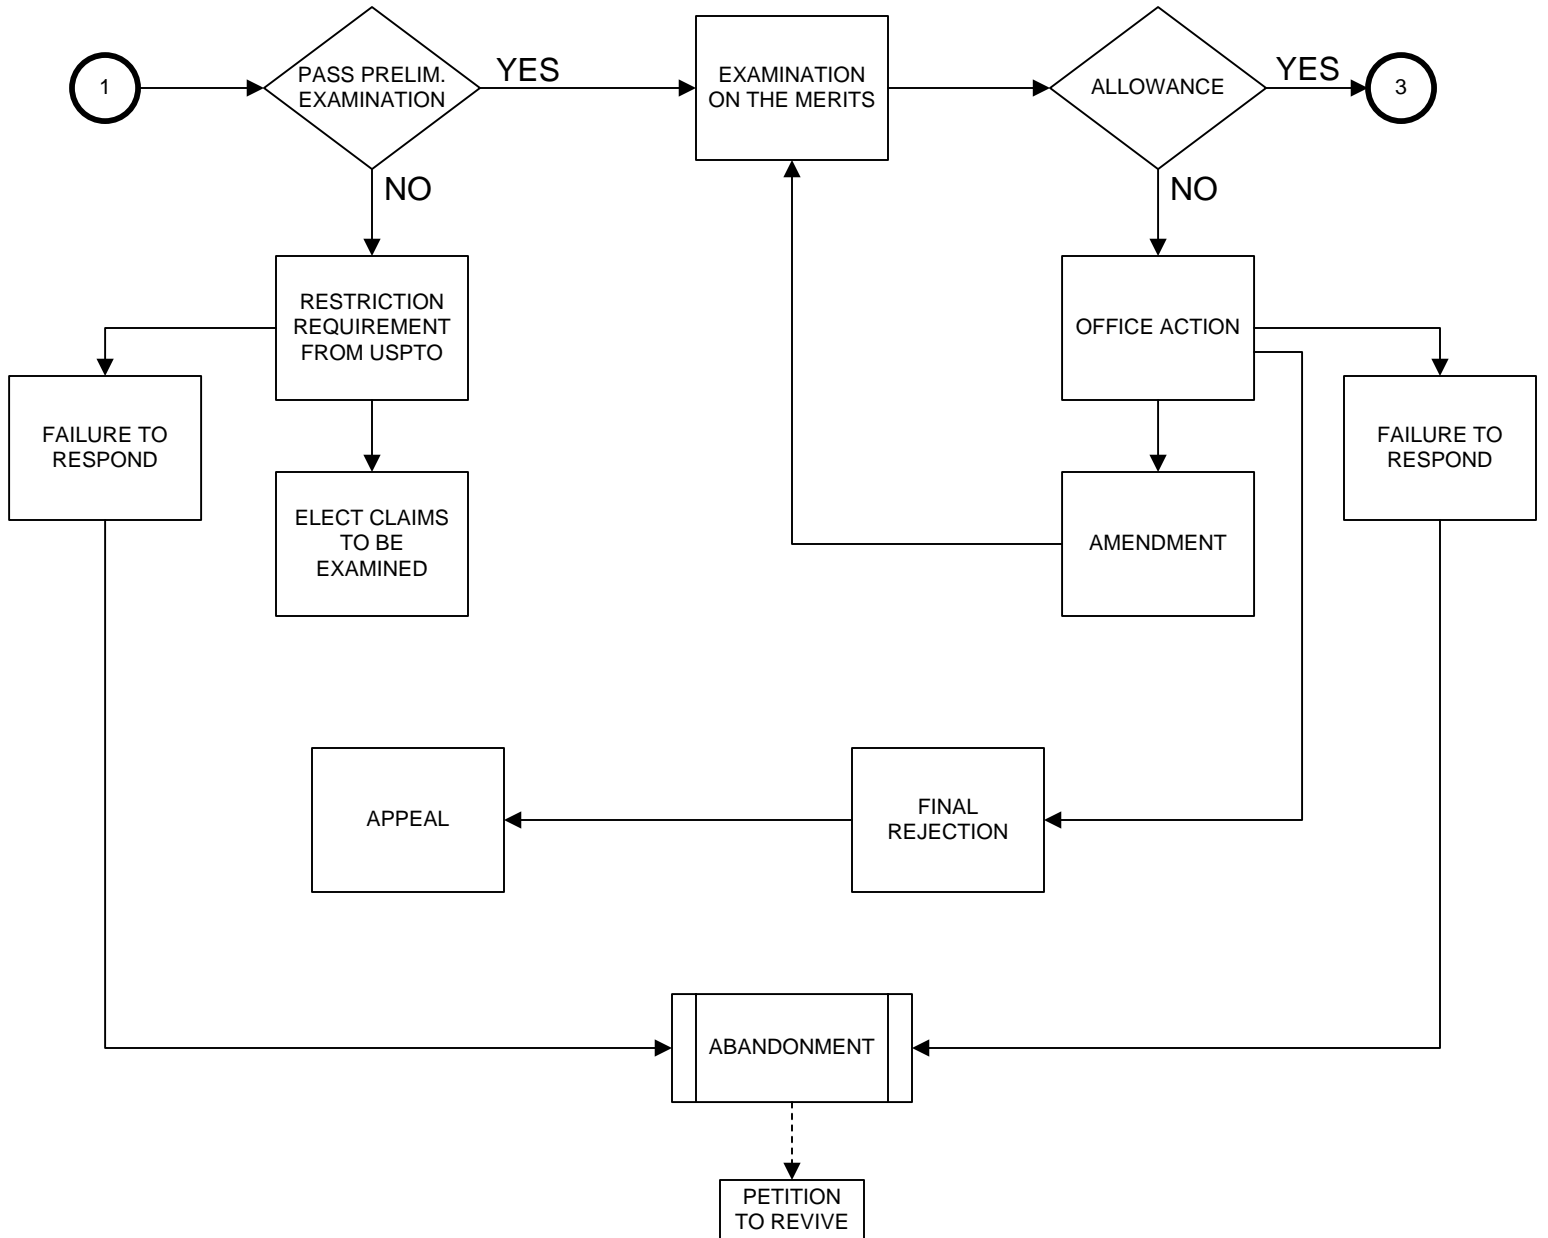 1
PASS PRELIM.
EXAMINATION
YES
EXAMINATION
ON THE MERITS
ALLOWANCE
YES
3
NO
NO
RESTRICTION
REQUIREMENT
FROM USPTO
OFFICE ACTION
FAILURE TO
RESPOND
FAILURE TO
RESPOND
ELECT CLAIMS
TO BE
EXAMINED
AMENDMENT
APPEAL
FINAL
REJECTION
ABANDONMENT
PETITION
TO REVIVE